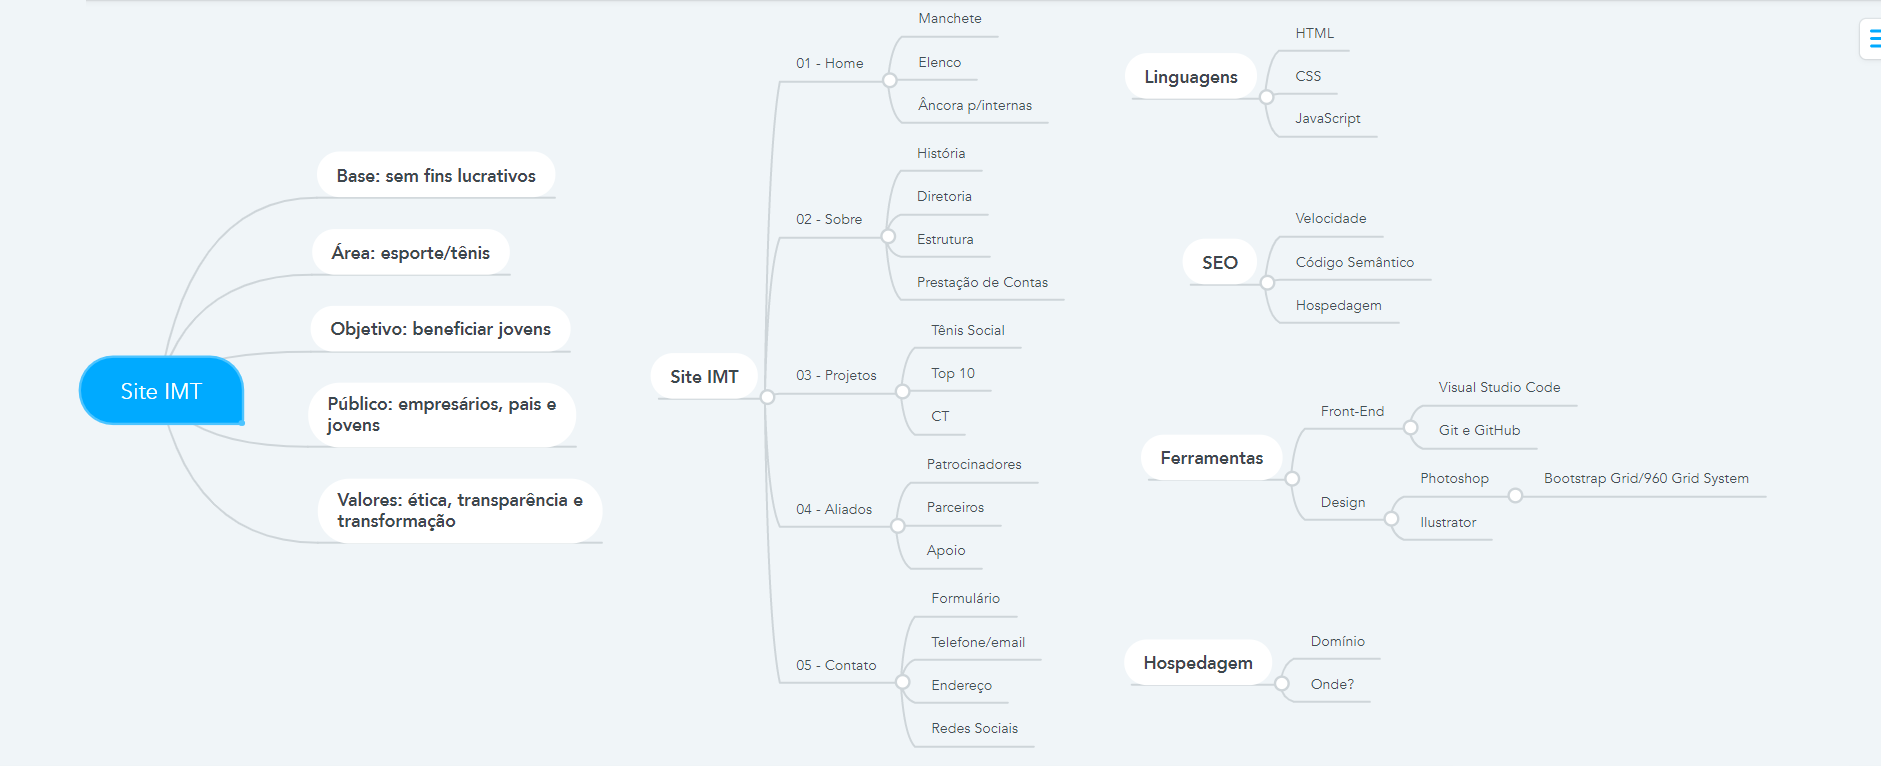 Site IMT
Base: sem fins lucrativos
Área: esporte/tênis
Objetivo: beneficiar jovens
Público: empresários, pais e
jovens
Valores: ética, transparência e
transformação
Site IMT
01 - Home
Manchete
Elenco
Âncora p/internas
02 - Sobre
História
Diretoria
Estrutura
Prestação de Contas
03 - Projetos
Tênis Social
Top 10
CT
04 - Aliados
Patrocinadores
Parceiros
Apoio
05 - Contato
Formulário
Telefone/email
Endereço
Redes Sociais
Linguagens
HTML
CSS
JavaScript
SEO
Velocidade
Código Semântico
Hospedagem
Ferramentas
Front-End
Visual Studio Code
Git e GitHub
Design
Photoshop
Bootstrap Grid/960 Grid System
Ilustrator
Hospedagem
Domínio
Onde?